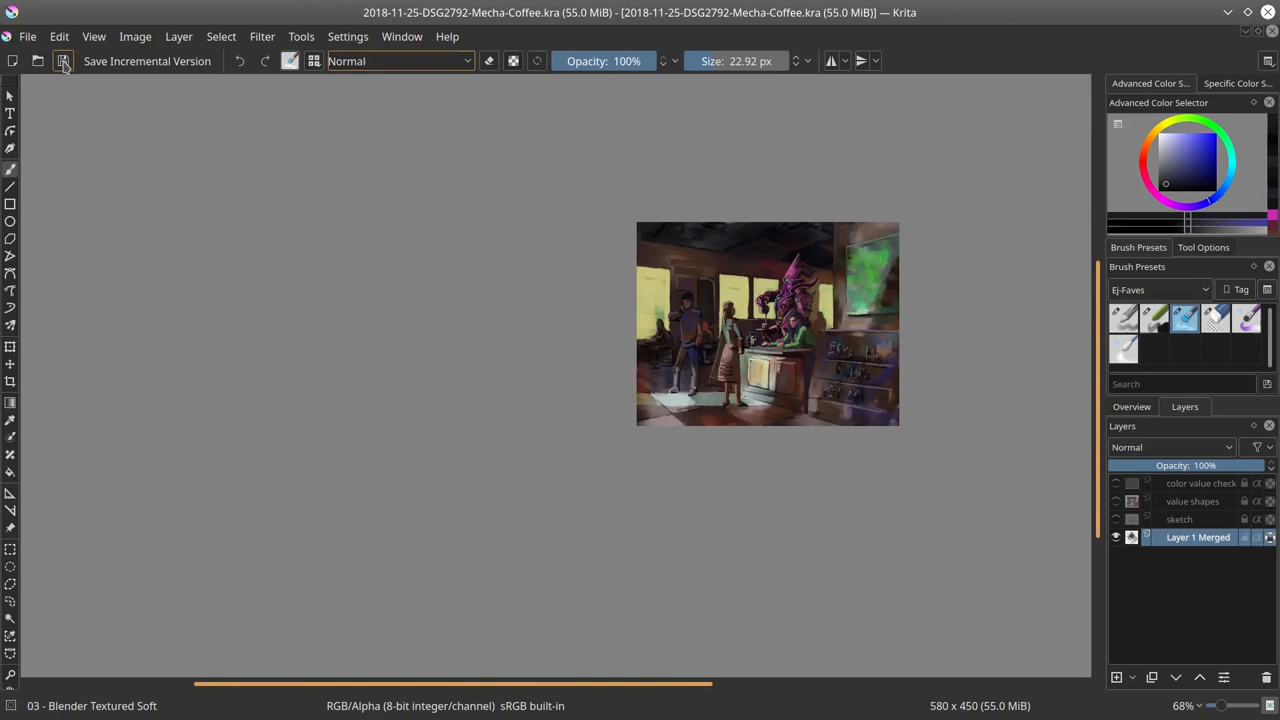 2018-11-25-DSG2792-Mecha-Coffee.kra (55.0 MiB) - [2018-11-25-DSG2792-Mecha-Coffee.kra (55.0 MiB)] — Krita
File Edit View Image Layer Select Filter Tools Settings Window Help
Save Incremental Version Normal Opacity: 100% Size: 22.92 px
Advanced Color S... Specific Color S...
Advanced Color Selector
Brush Presets Tool Options
Brush Presets
Ej-Faves Tag
Search
Overview Layers
Layers
Normal
Opacity: 100%
color value check
value shapes
sketch
Layer 1 Merged
03 - Blender Textured Soft RGB/Alpha (8-bit integer/channel) sRGB built-in 580 x 450 (55.0 MiB) 68%